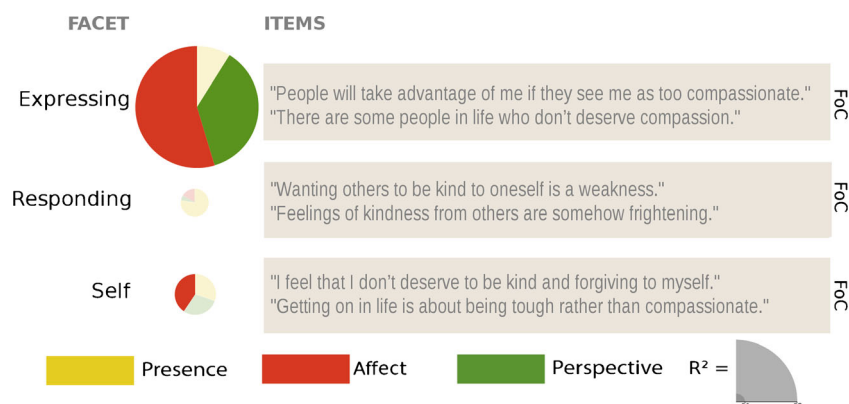 FACET ITEMS
Expressing
"People will take advantage of me if they see me as too compassionate."
"There are some people in life who don't deserve compassion."
FoC
Responding
"Wanting others to be kind to oneself is a weakness."
"Feelings of kindness from others are somehow frightening."
FoC
Self
"I feel that I don't deserve to be kind and forgiving to myself."
"Getting on in life is about being tough rather than compassionate."
FoC
Presence Affect Perspective R² =